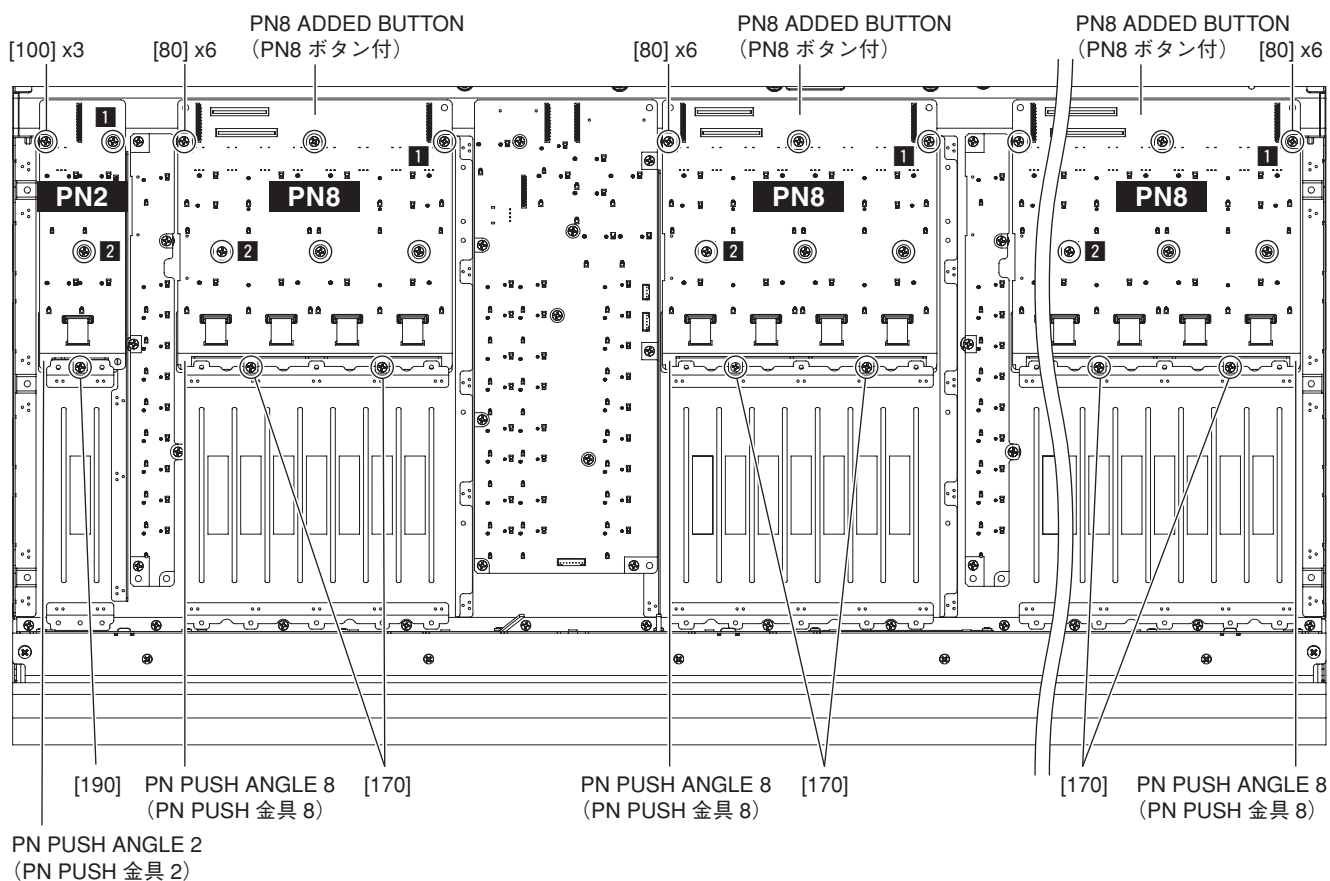 PN8 ADDED BUTTON
（PN8 ボタン付）
PN8 ADDED BUTTON
（PN8 ボタン付）
PN8 ADDED BUTTON
（PN8 ボタン付）
[100] x3
[80] x6
[80] x6
[80] x6
1
1
1
1
PN2
PN8
PN8
PN8
2
2
2
2
[190]
PN PUSH ANGLE 8
（PN PUSH 金具 8）
[170]
PN PUSH ANGLE 8
（PN PUSH 金具 8）
[170]
[170]
PN PUSH ANGLE 8
（PN PUSH 金具 8）
PN PUSH ANGLE 2
（PN PUSH 金具 2）